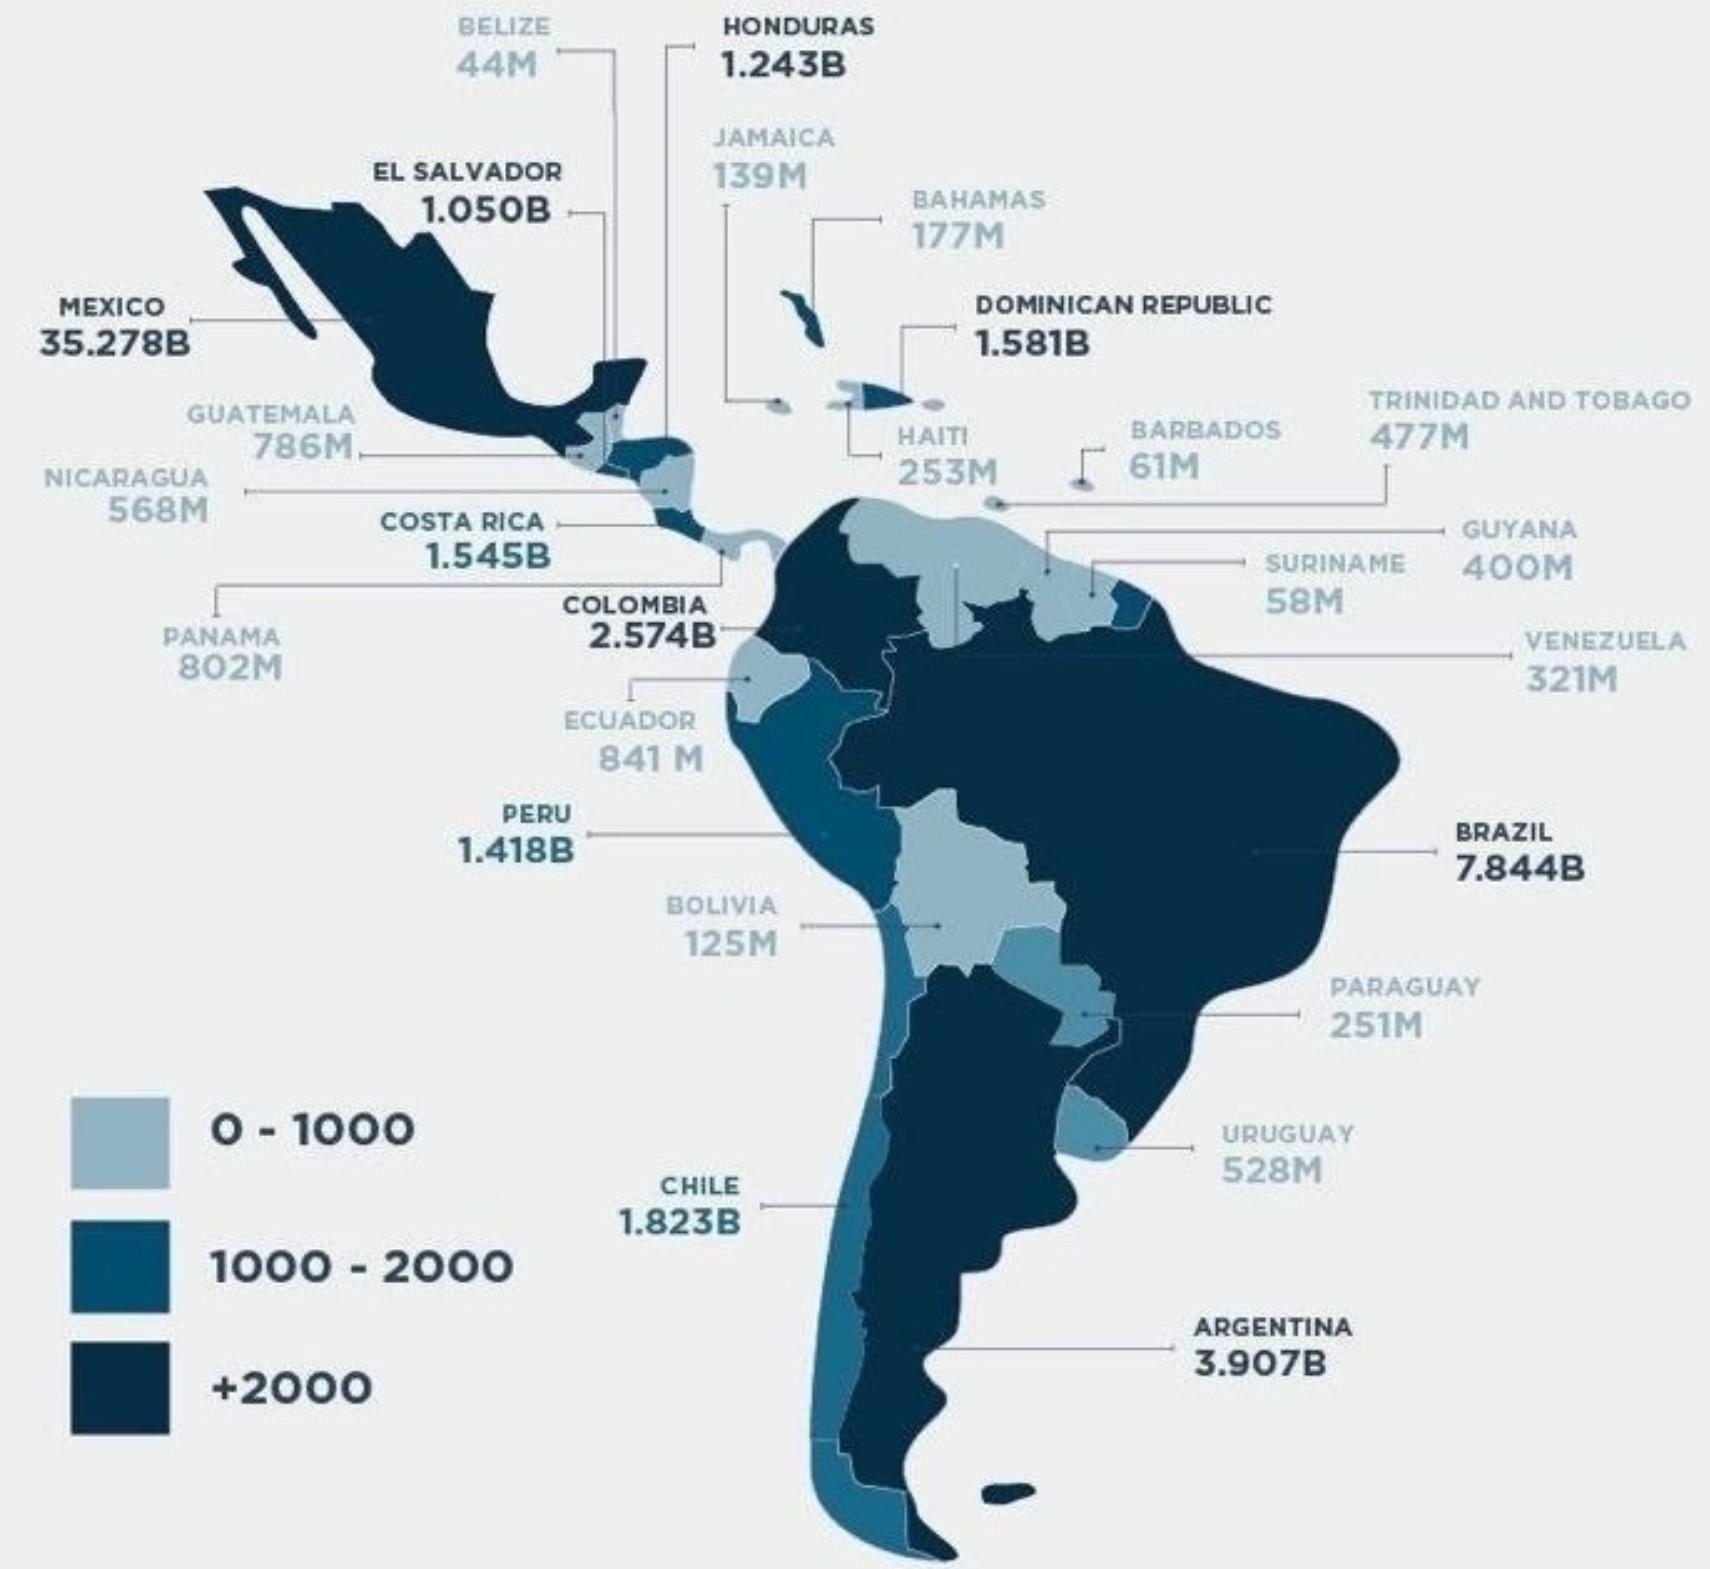 BELIZE
44M
HONDURAS
1.243B
JAMAICA
139M
EL SALVADOR
1.050B
BAHAMAS
177M
MEXICO
35.278B
DOMINICAN REPUBLIC
1.581B
GUATEMALA
786M
HAITI
253M
BARBADOS
61M
TRINIDAD AND TOBAGO
477M
NICARAGUA
568M
COSTA RICA
1.545B
GUYANA
400M
SURINAME
58M
PANAMA
802M
COLOMBIA
2.574B
VENEZUELA
321M
ECUADOR
841 M
PERU
1.418B
BRAZIL
7.844B
BOLIVIA
125M
PARAGUAY
251M
URUGUAY
528M
CHILE
1.823B
ARGENTINA
3.907B
0 - 1000
1000 - 2000
+2000